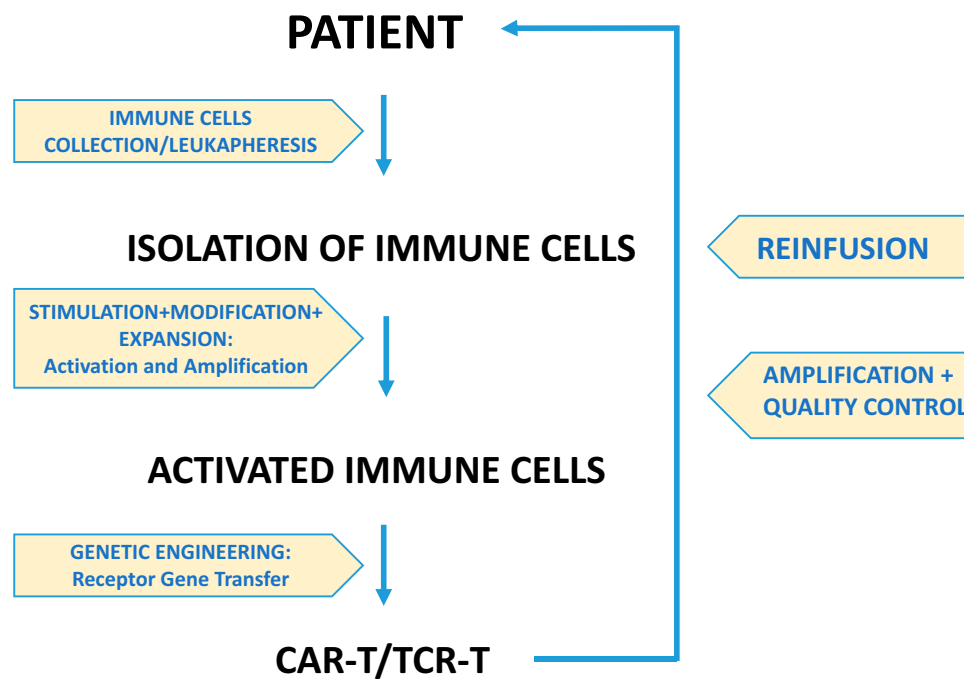 PATIENT
IMMUNE CELLS
COLLECTION/LEUKAPHERESIS
ISOLATION OF IMMUNE CELLS
REINFUSION
STIMULATION+MODIFICATION+
EXPANSION:
Activation and Amplification
AMPLIFICATION +
QUALITY CONTROL
ACTIVATED IMMUNE CELLS
GENETIC ENGINEERING:
Receptor Gene Transfer
CAR-T/TCR-T